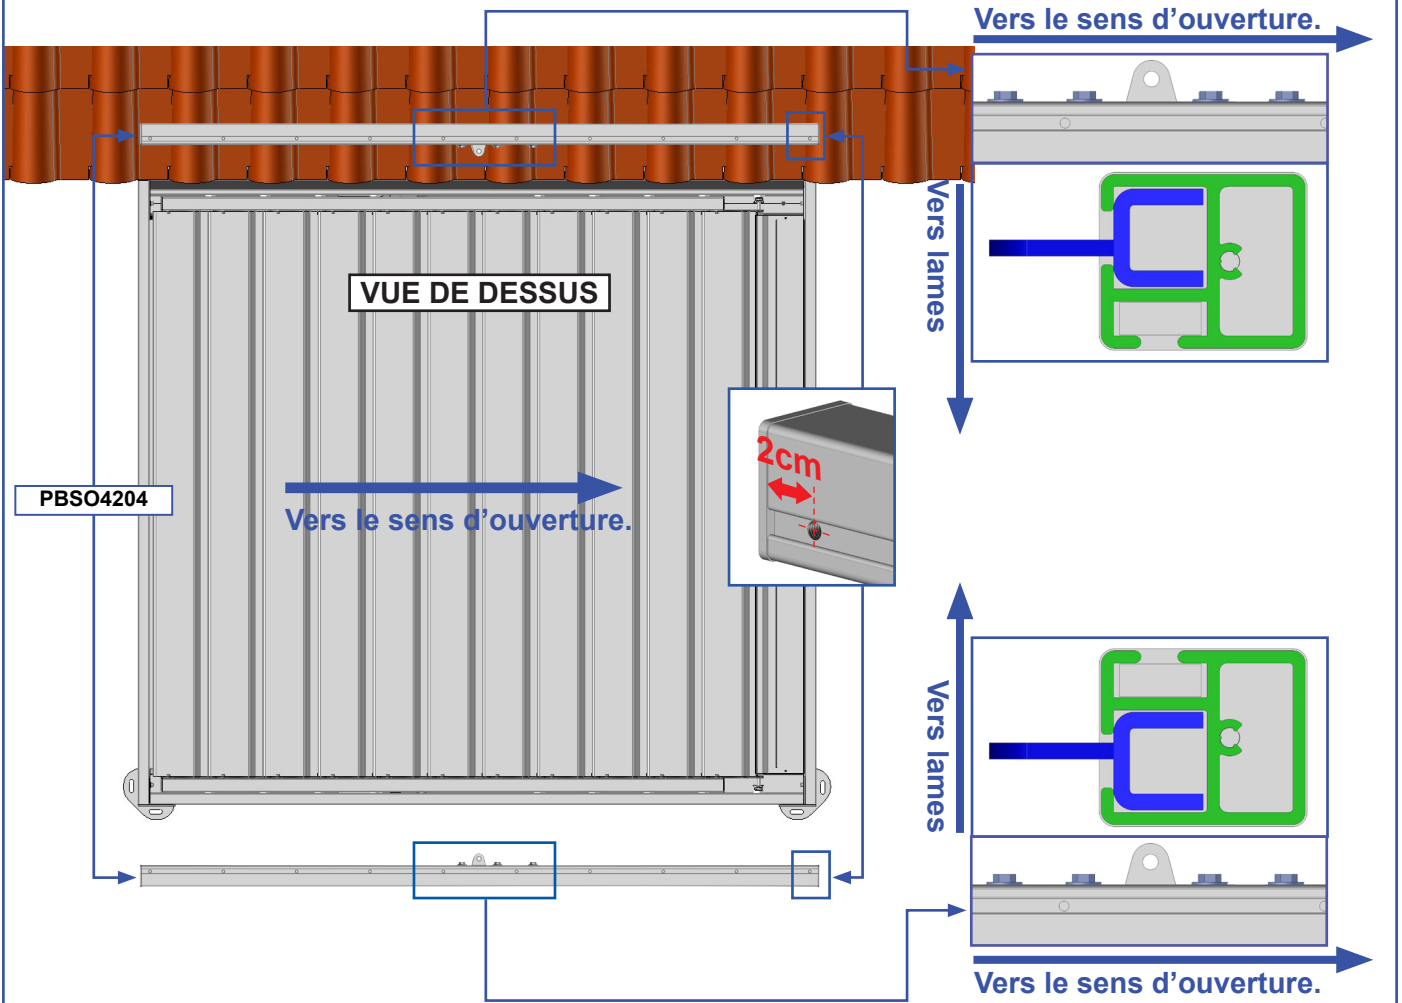 Vers le sens d'ouverture.
Vers lames
VUE DE DESSUS
2cm
PBSO4204
Vers le sens d'ouverture.
Vers lames
Vers le sens d'ouverture.